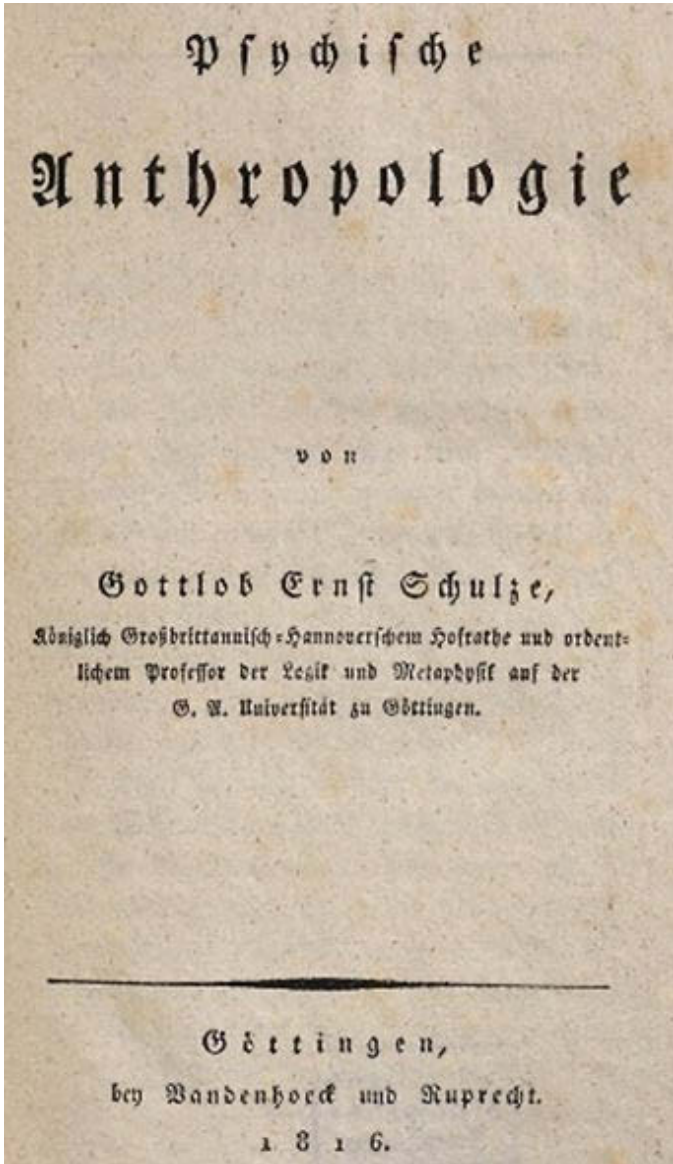 Psychische
Anthropologie
von
Gottlob Ernst Schulze,
Königlich Großbrittannisch-Hannoverschem Hofrathe und ordent-
lichem Professor der Logik und Metaphysik auf der
G. A. Universität zu Göttingen.
Göttingen,
bey Vandenhoeck und Ruprecht.
1816.